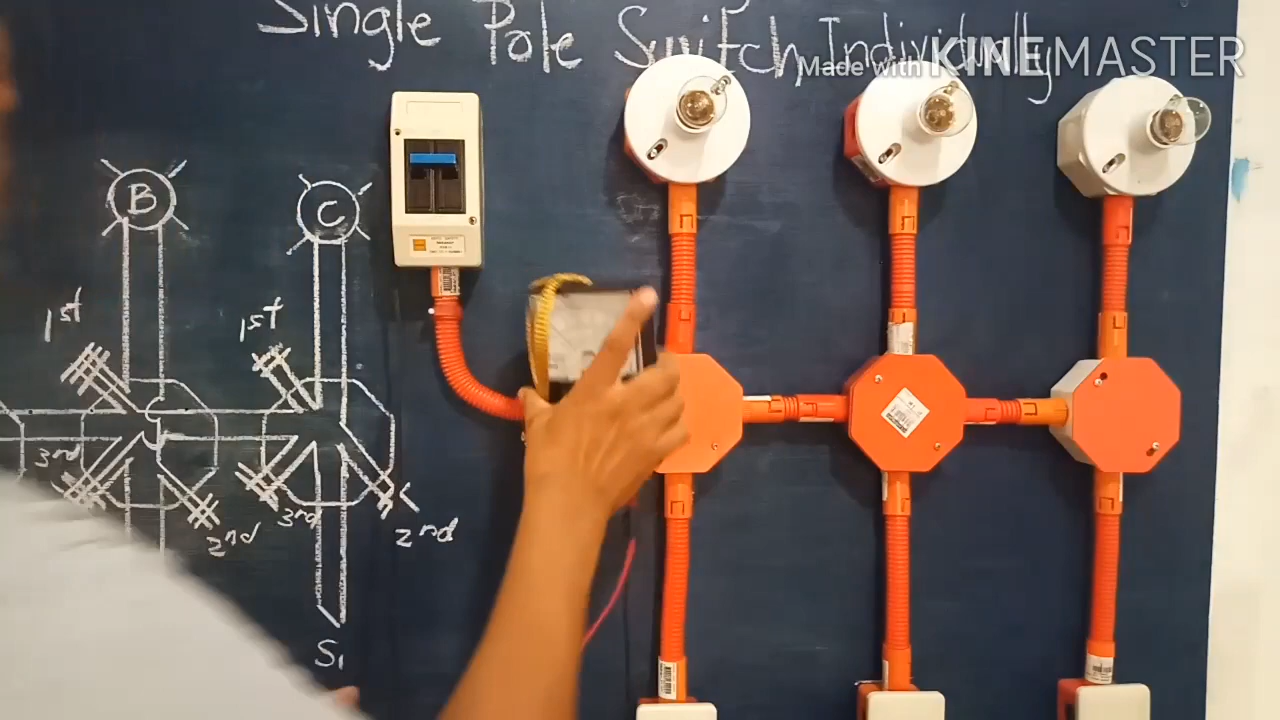 Single Pole Switch Individually
Made with KINEMASTER
B
C
1st
1st
3rd
3rd
2nd
2nd
S1